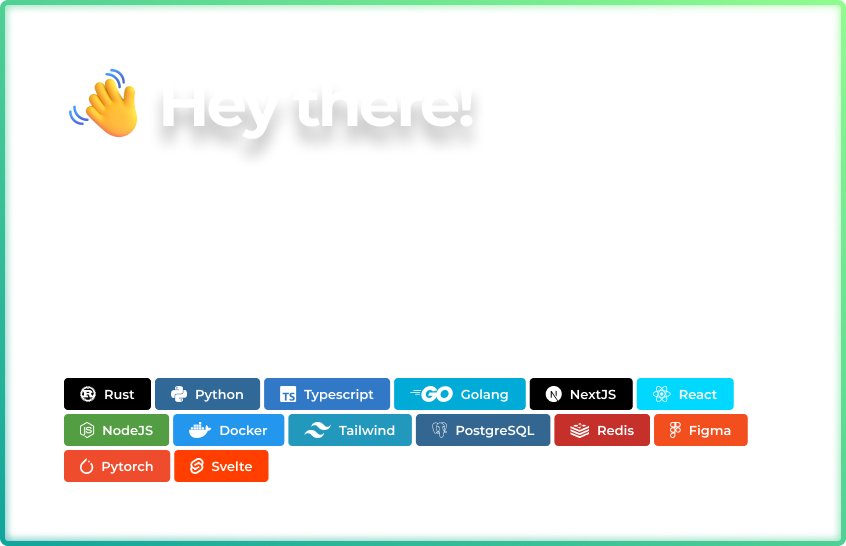 Hey there!
Rust Python TS Typescript GO Golang N NextJS React
NodeJS Docker Tailwind PostgreSQL Redis Figma
Pytorch Svelte